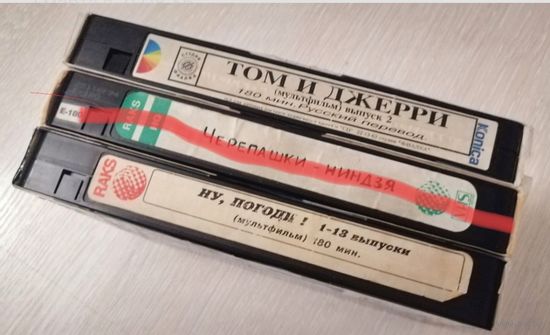 ТОМ И ДЖЕРРИ
(мультфильм) выпуск 2
180 мин. Русский перевод
Konica
E-180
RAKS
HQ
ЧЕРЕПАШКИ - НИНДЗЯ
RAKS
НУ, ПОГОДИ! 1-13 выпуски
(мультфильм) 180 мин.